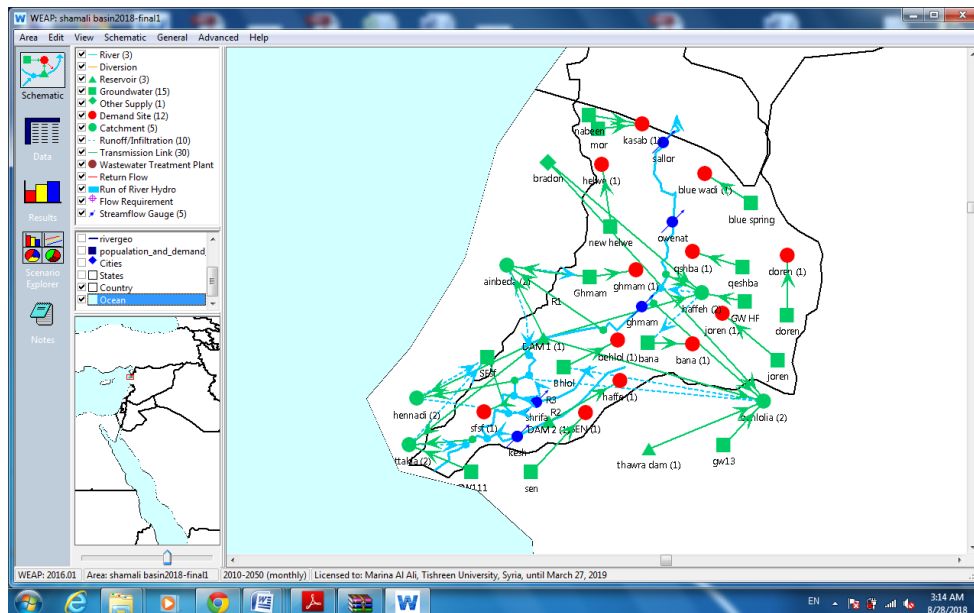 WEAP: shamali basin2018-final1
Area Edit View Schematic General Advanced Help
Schematic
Data
Results
Scenario Explorer
Notes
River (3)
Diversion
Reservoir (3)
Groundwater (15)
Other Supply (1)
Demand Site (12)
Catchment (5)
Runoff/Infiltration (10)
Transmission Link (30)
Wastewater Treatment Plant
Return Flow
Run of River Hydro
Flow Requirement
Streamflow Gauge (5)
rivergeo
population_and_demand_
Cities
States
Country
Ocean
nabeen
mor
kasab (1)
sallor
bradon
helwe (1)
blue wadi (1)
blue spring
new helwe
owenat
qshba (1)
qeshba
doren (1)
ainbeda (2)
Ghmam
ghmam (1)
haffeh (2)
R1
ghmam
GW HF
joren (1)
doren
DAM 1 (1)
behlol (1)
bana
bana (1)
joren
Sfsf
Bhlol
hennadi (2)
haffe (1)
R3
sfsf (1)
shrifa
R2
DAM 2 (1)
SEN (1)
kesh
thawra dam (1)
gw13
sen
WEAP: 2016.01 Area: shamali basin2018-final1 2010-2050 (monthly) Licensed to: Marina Al Ali, Tishreen University, Syria, until March 27, 2019
EN
3:14 AM
8/28/2018